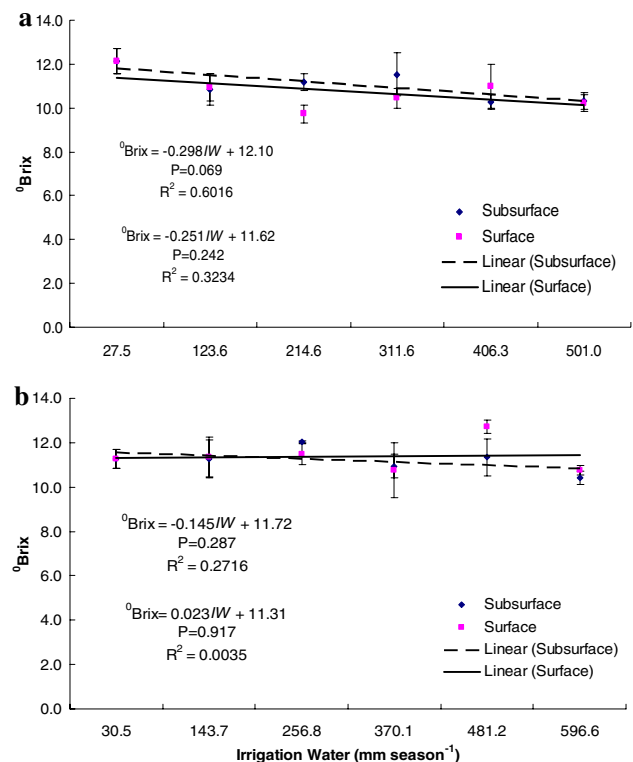 a
14.0
12.0
10.0
8.0
6.0
4.0
2.0
0.0
⁰Brix
⁰Brix = -0.298IW + 12.10
P=0.069
R² = 0.6016
⁰Brix = -0.251IW + 11.62
P=0.242
R² = 0.3234
Subsurface
Surface
Linear (Subsurface)
Linear (Surface)
27.5 123.6 214.6 311.6 406.3 501.0
b
14.0
12.0
10.0
8.0
6.0
4.0
2.0
0.0
⁰Brix
⁰Brix = -0.145IW + 11.72
P=0.287
R² = 0.2716
⁰Brix= 0.023IW + 11.31
P=0.917
R² = 0.0035
Subsurface
Surface
Linear (Subsurface)
Linear (Surface)
30.5 143.7 256.8 370.1 481.2 596.6
Irrigation Water (mm season⁻¹)